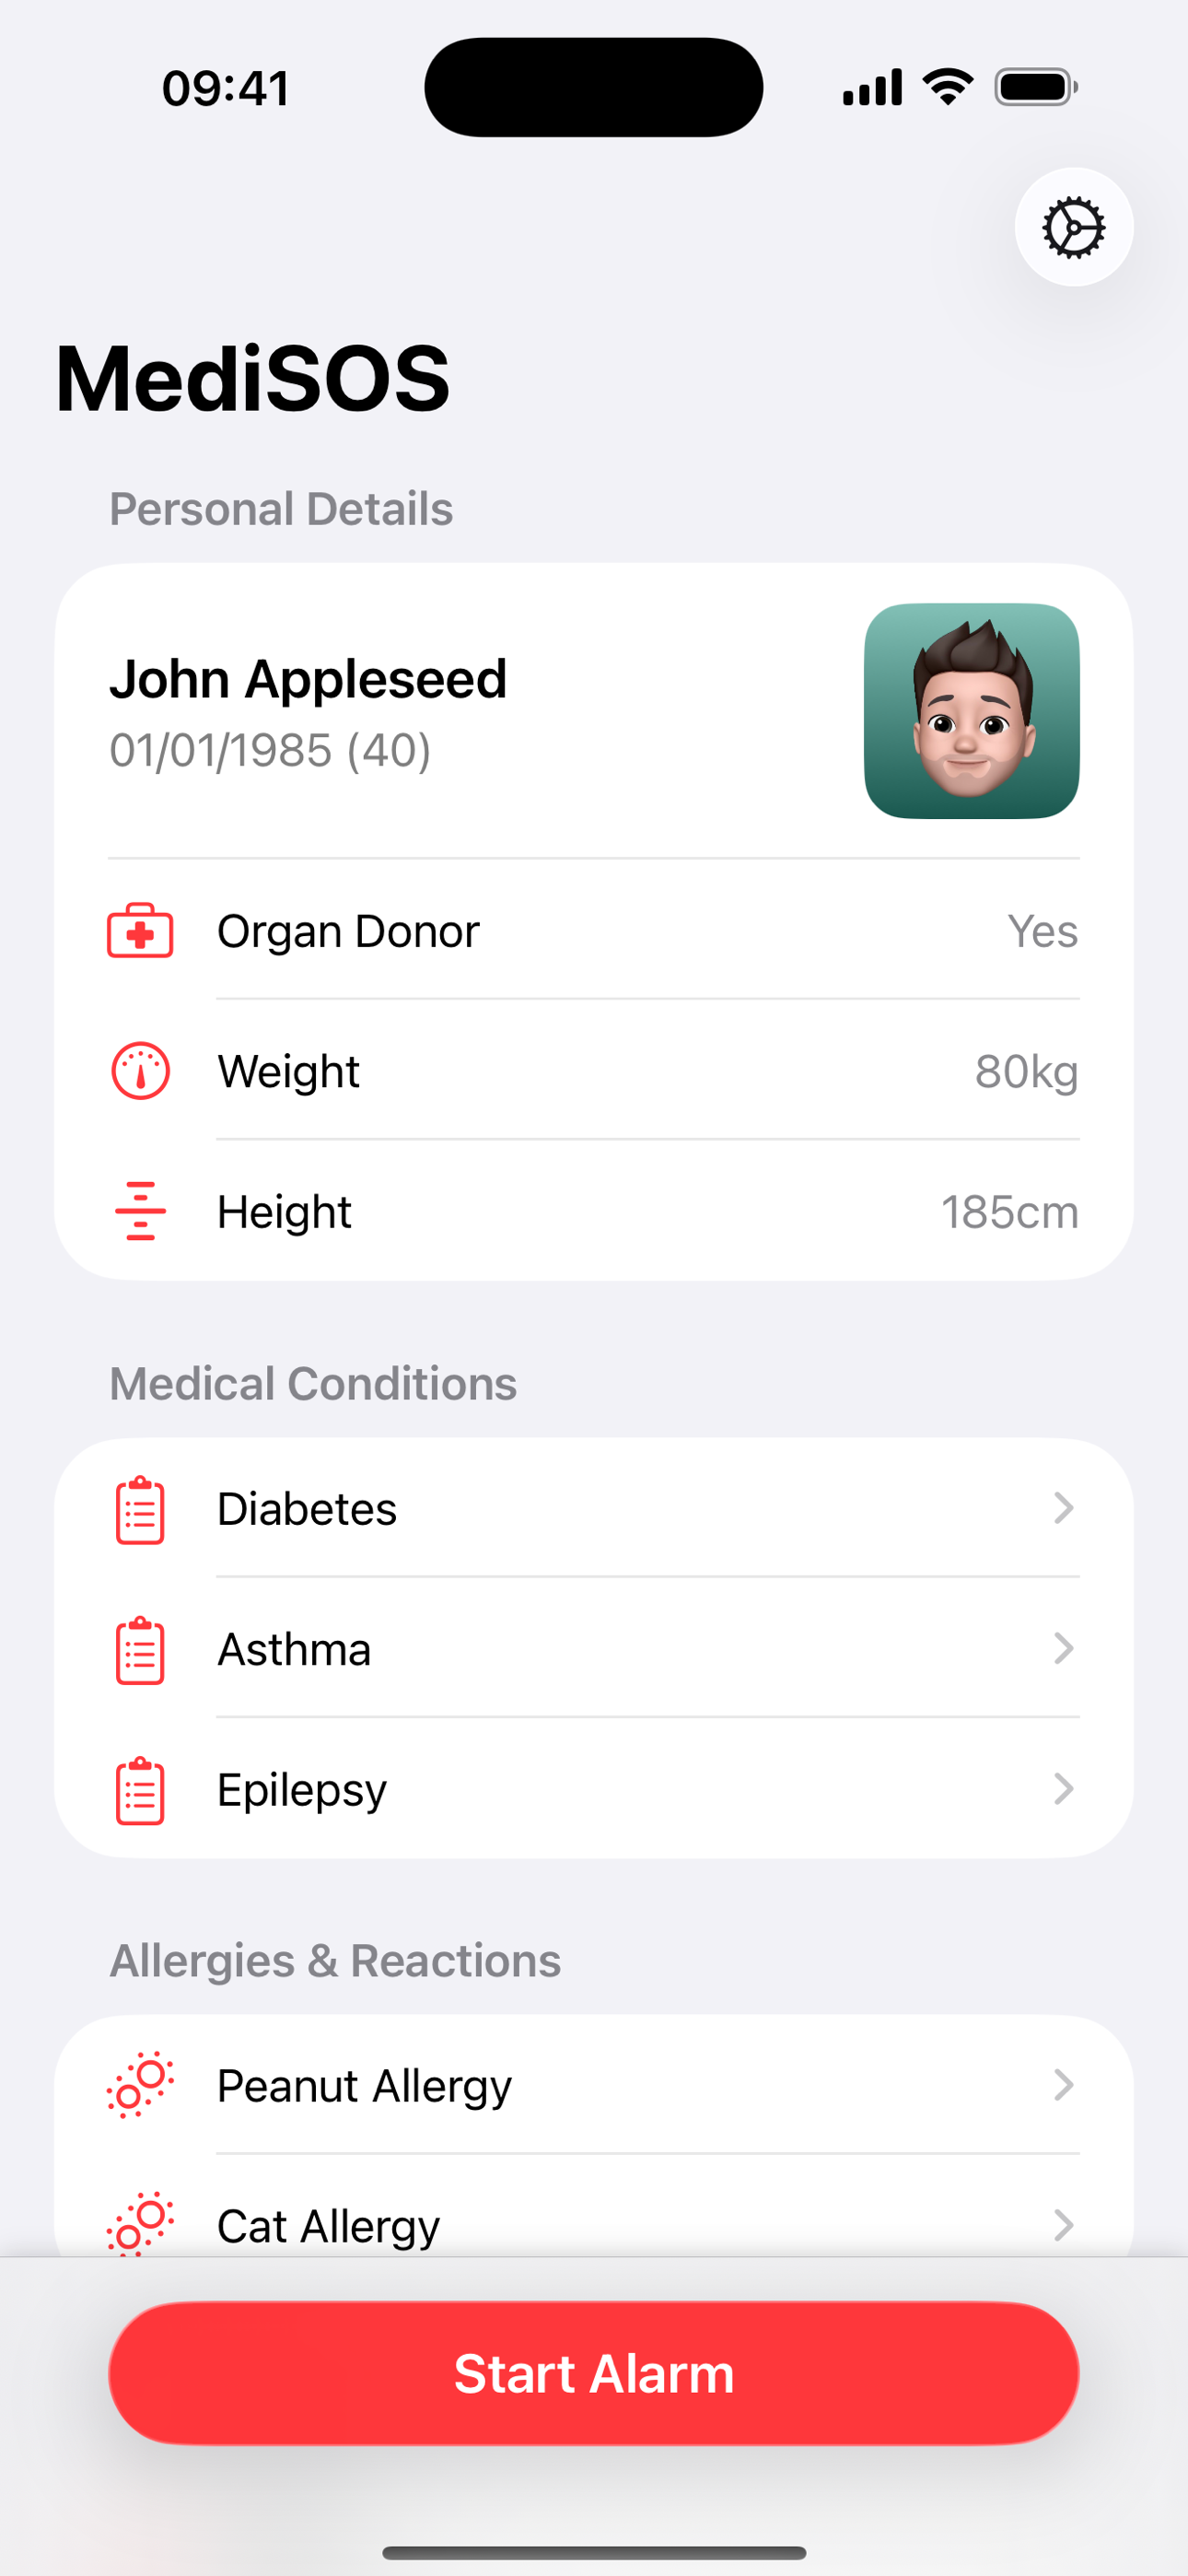 09:41
MediSOS
Personal Details
John Appleseed
01/01/1985 (40)
Organ Donor Yes
Weight 80kg
Height 185cm
Medical Conditions
Diabetes
Asthma
Epilepsy
Allergies & Reactions
Peanut Allergy
Cat Allergy
Start Alarm